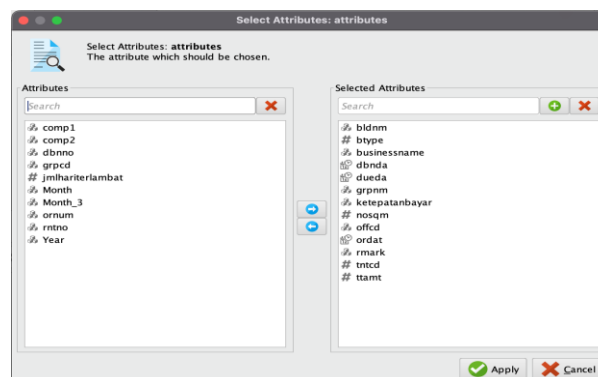 Select Attributes: attributes
Select Attributes: attributes
The attribute which should be chosen.
Attributes
Search
comp1
comp2
dbnno
grpcd
# jmlhariterlambat
Month
Month_3
ornum
rntno
Year
Selected Attributes
Search
bldnm
# btype
businessname
dbnda
dueda
grpnm
ketepatanbayar
# nosqm
offcd
ordat
rmark
# tntcd
# ttamt
Apply
Cancel